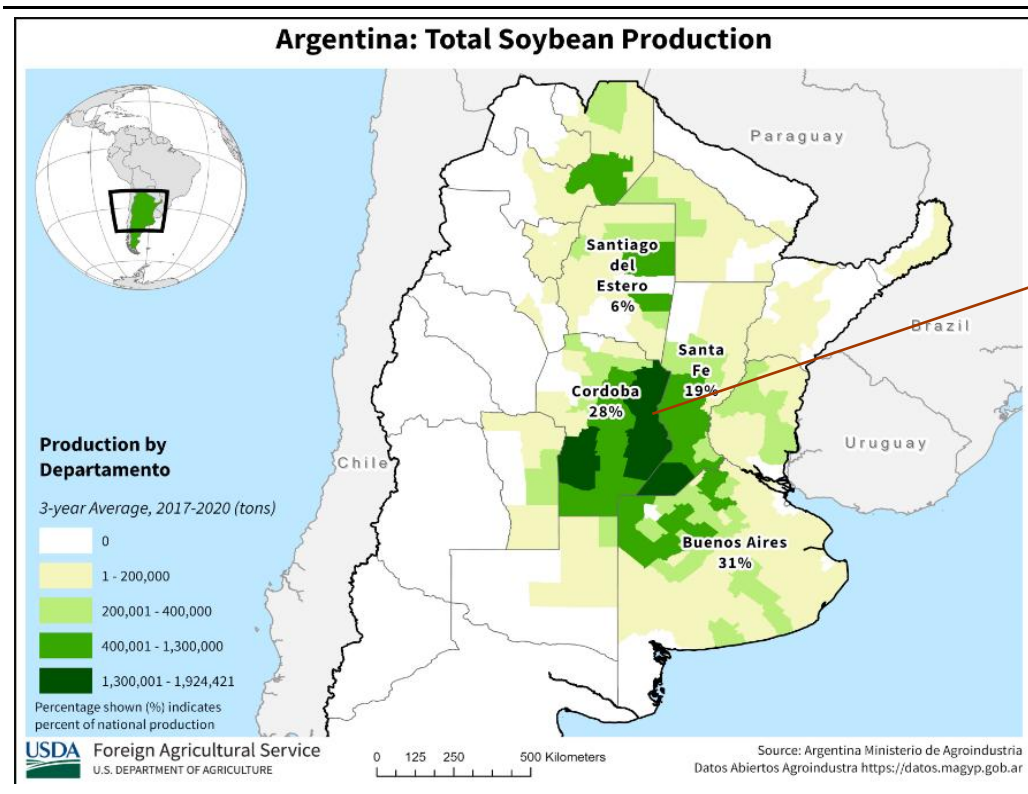 Argentina: Total Soybean Production
Paraguay
Santiago
del
Estero
6%
Brazil
Santa
Fe
19%
Cordoba
28%
Uruguay
Chile
Buenos Aires
31%
Production by
Departamento
3-year Average, 2017-2020 (tons)
0
1 - 200,000
200,001 - 400,000
400,001 - 1,300,000
1,300,001 - 1,924,421
Percentage shown (%) indicates
percent of national production
USDA Foreign Agricultural Service
U.S. DEPARTMENT OF AGRICULTURE
0 125 250 500 Kilometers
Source: Argentina Ministerio de Agroindustria
Datos Abiertos Agroindustra https://datos.magyp.gob.ar